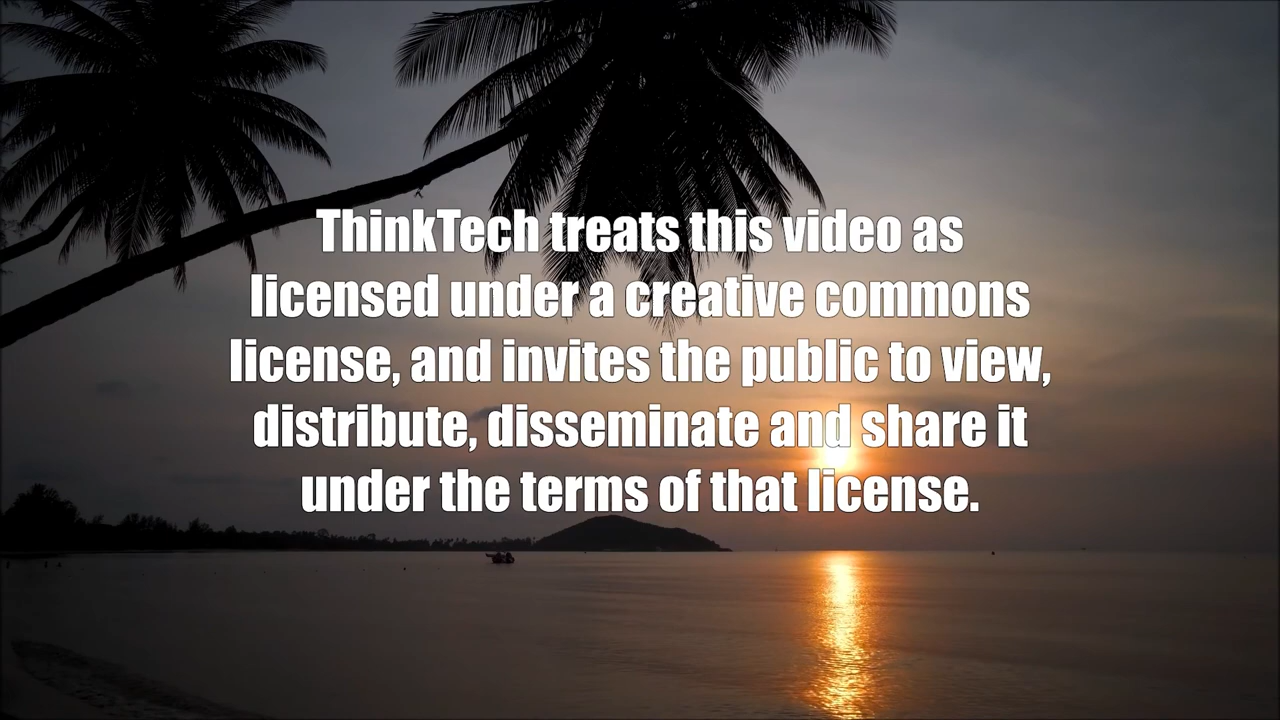 ThinkTech treats this video as
licensed under a creative commons
license, and invites the public to view,
distribute, disseminate and share it
under the terms of that license.